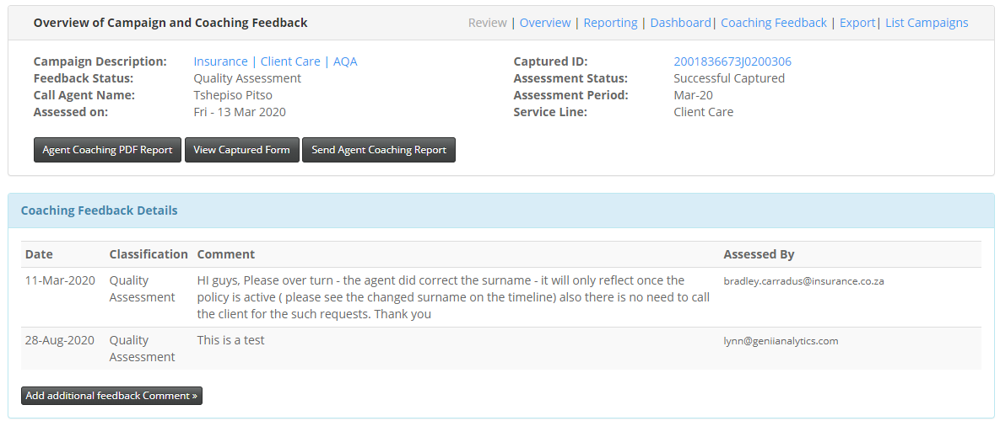 Overview of Campaign and Coaching Feedback
Review | Overview | Reporting | Dashboard| Coaching Feedback | Export| List Campaigns
Campaign Description: Insurance | Client Care | AQA
Captured ID: 2001836673J0200306
Feedback Status: Quality Assessment
Assessment Status: Successful Captured
Call Agent Name: Tshepiso Pitso
Assessment Period: Mar-20
Assessed on: Fri - 13 Mar 2020
Service Line: Client Care
Agent Coaching PDF Report View Captured Form Send Agent Coaching Report
Coaching Feedback Details
Date Classification Comment Assessed By
11-Mar-2020
Quality
Assessment
HI guys, Please over turn - the agent did correct the surname - it will only reflect once the
policy is active ( please see the changed surname on the timeline) also there is no need to call
the client for the such requests. Thank you
bradley.carradus@insurance.co.za
28-Aug-2020
Quality
Assessment
This is a test
lynn@geniianalytics.com
Add additional feedback Comment »